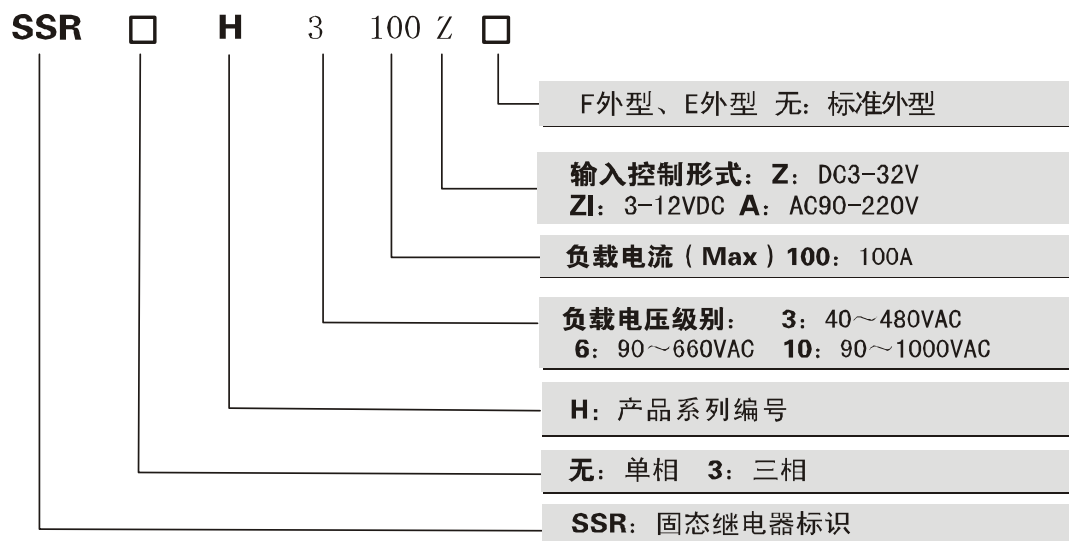 SSR □ H 3 100 Z □
F外型、E外型 无：标准外型
输入控制形式：Z：DC3-32V
ZI：3-12VDC A：AC90-220V
负载电流（Max）100：100A
负载电压级别： 3：40～480VAC
6：90～660VAC 10：90～1000VAC
H：产品系列编号
无：单相 3：三相
SSR：固态继电器标识